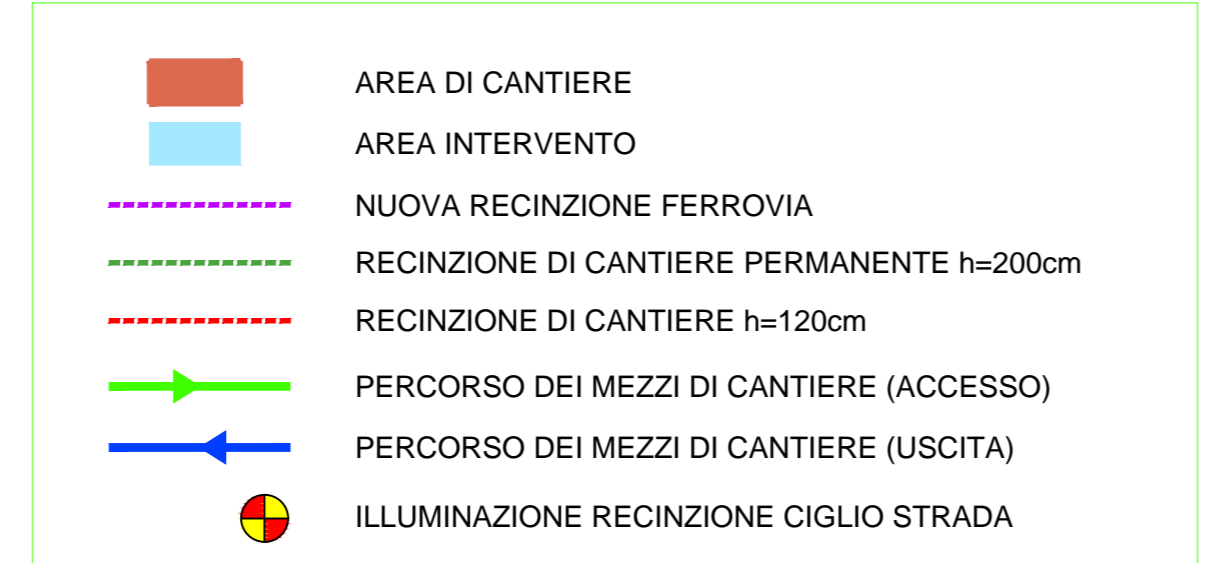 AREA DI CANTIERE
AREA INTERVENTO
NUOVA RECINZIONE FERROVIA
RECINZIONE DI CANTIERE PERMANENTE h=200cm
RECINZIONE DI CANTIERE h=120cm
PERCORSO DEI MEZZI DI CANTIERE (ACCESSO)
PERCORSO DEI MEZZI DI CANTIERE (USCITA)
ILLUMINAZIONE RECINZIONE CIGLIO STRADA